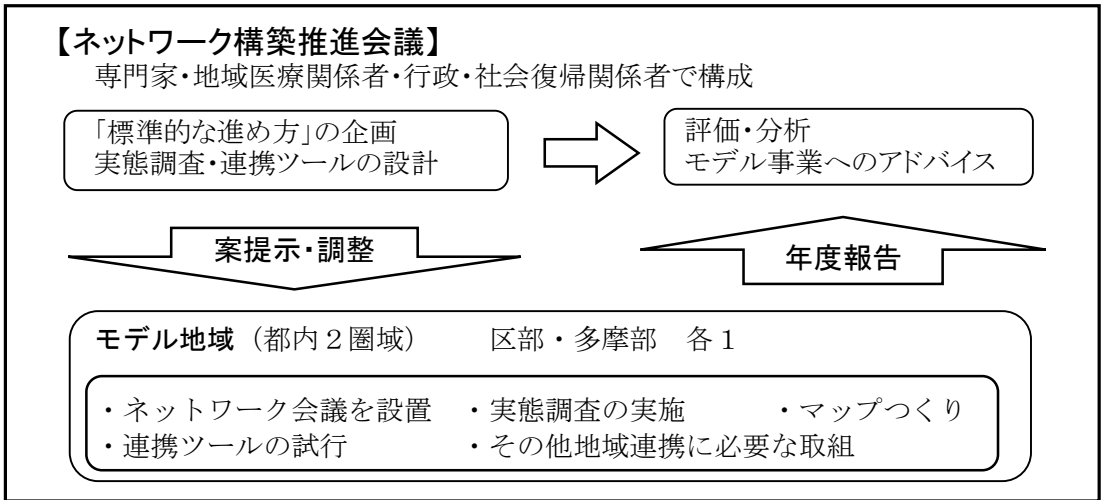 【ネットワーク構築推進会議】
専門家・地域医療関係者・行政・社会復帰関係者で構成
「標準的な進め方」の企画
実態調査・連携ツールの設計
評価・分析
モデル事業へのアドバイス
案提示・調整
年度報告
モデル地域（都内２圏域） 区部・多摩部 各１
・ネットワーク会議を設置 ・実態調査の実施 ・マップつくり
・連携ツールの試行 ・その他地域連携に必要な取組